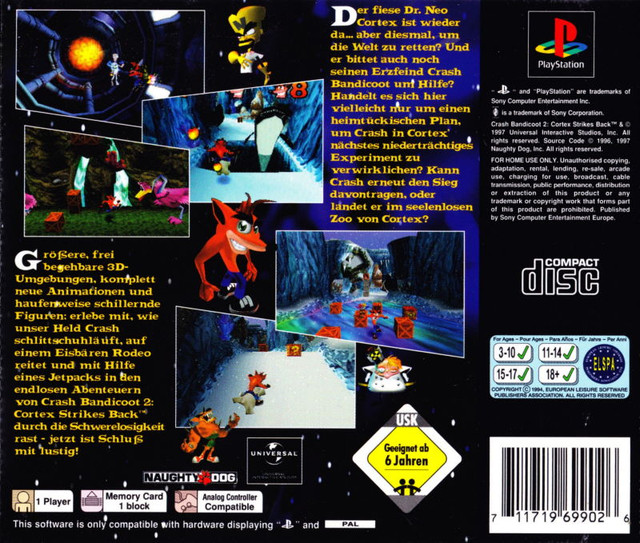 Der fiese Dr. Neo
Cortex ist wieder
da... aber diesmal, um
die Welt zu retten? Und
er bittet auch noch
seinen Erzfeind Crash
Bandicoot um Hilfe?
Handelt es sich hier
vielleicht nur um einen
heimtückischen Plan,
um Crash in Cortex'
nächstes niederträchtiges
Experiment zu
verwirklichen? Kann
Crash erneut den Sieg
davontragen, oder
landet er im seelenlosen
Zoo von Cortex?
8
Größere, frei
begehbare 3D-
Umgebungen, komplett
neue Animationen und
haufenweise schillernde
Figuren: erlebe mit, wie
unser Held Crash
schlittschuhläuft, auf
einem Eisbären Rodeo
reitet und mit Hilfe
eines Jetpacks in den
endlosen Abenteuern
von Crash Bandicoot 2:
Cortex Strikes Back™
durch die Schwerelosigkeit
rast - jetzt ist Schluß
mit lustig!
PlayStation
" " and "PlayStation" are trademarks of
Sony Computer Entertainment Inc.
is a trademark of Sony Corporation.
Crash Bandicoot 2: Cortex Strikes Back™ & ©
1997 Universal Interactive Studios, Inc. All
rights reserved. Source Code © 1996, 1997
Naughty Dog, Inc. All rights reserved.
FOR HOME USE ONLY. Unauthorised copying,
adaptation, rental, lending, re-sale, arcade
use, charging for use, broadcast, cable
transmission, public performance, distribution
or extraction of this product or any
trademark or copyright work that forms part
of this product are prohibited. Published
by Sony Computer Entertainment Europe.
COMPACT
disc
For Ages – Pour Ages – Para Años – Für Jahre – Per Anni
3-10
11-14
15-17
18+
ELSPA
COPYRIGHT © 1994, EUROPEAN LEISURE SOFTWARE
PUBLISHERS ASSOCIATION. ALL RIGHTS RESERVED.
USK
Geeignet ab
6 Jahren
NAUGHTY DOG
UNIVERSAL
1 Player
Memory Card
1 block
Analog Controller
Compatible
This software is only compatible with hardware displaying " " and
PAL
7 11719 69902 6